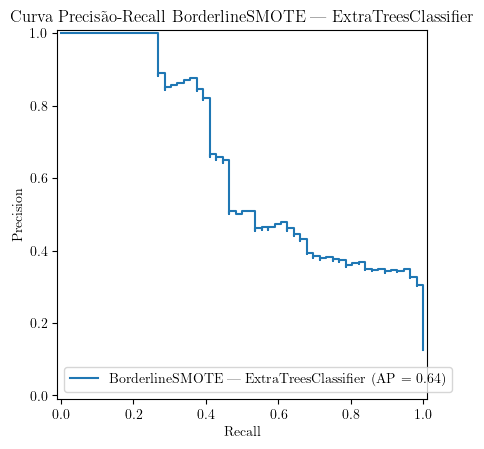 Curva Precisão-Recall BorderlineSMOTE — ExtraTreesClassifier
1.0
0.8
0.6
0.4
0.2
0.0
Precision
BorderlineSMOTE — ExtraTreesClassifier (AP = 0.64)
0.0 0.2 0.4 0.6 0.8 1.0
Recall